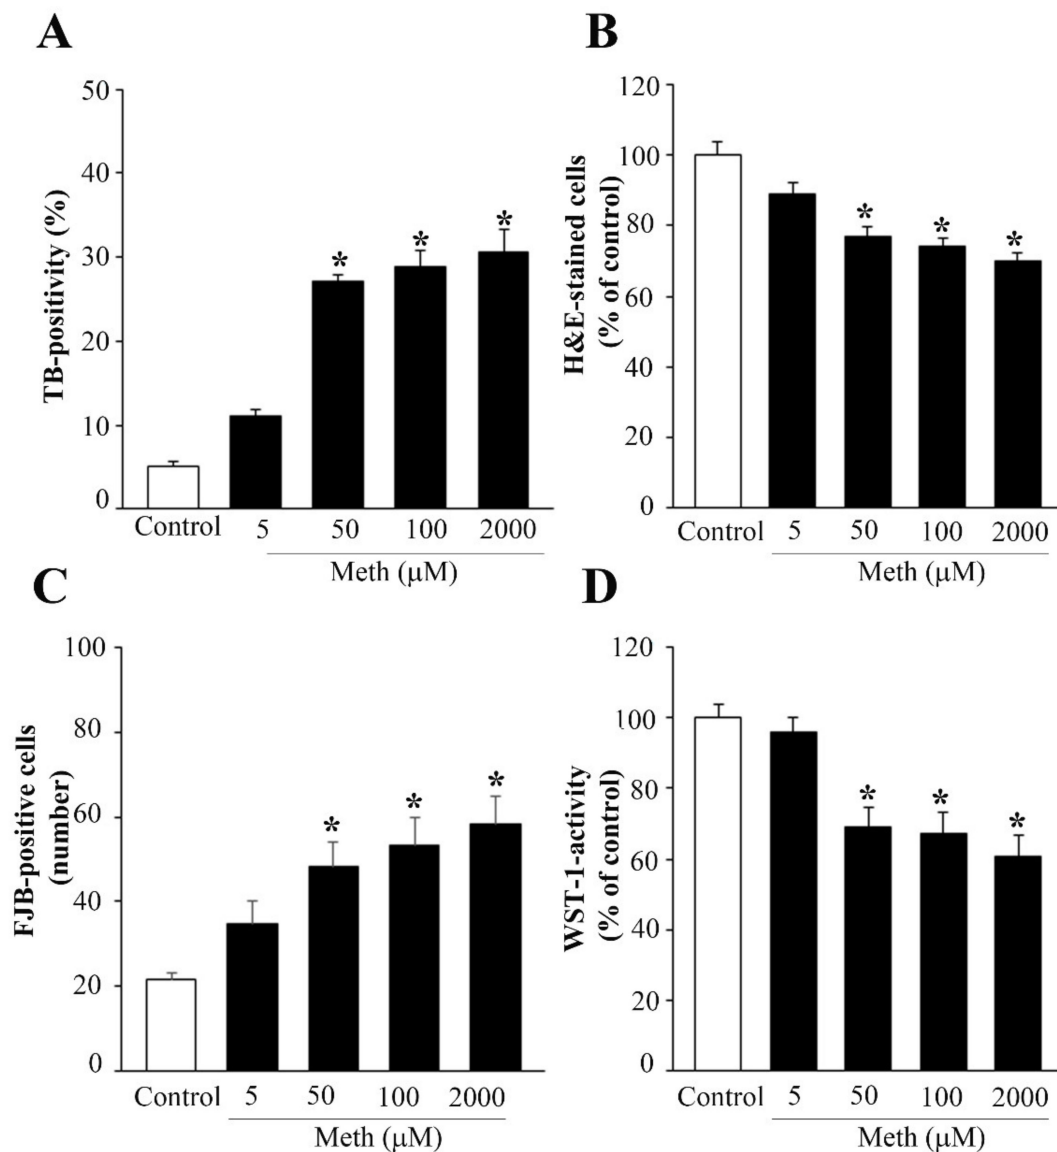 A
TB-positivity (%)
50
40
30
20
10
0
*
*
*
Control 5 50 100 2000
Meth (µM)
B
H&E-stained cells
(% of control)
120
100
80
60
40
20
0
*
*
*
Control 5 50 100 2000
Meth (µM)
C
FJB-positive cells
(number)
100
80
60
40
20
0
*
*
*
Control 5 50 100 2000
Meth (µM)
D
WST-1-activity
(% of control)
120
100
80
60
40
20
0
*
*
*
Control 5 50 100 2000
Meth (µM)